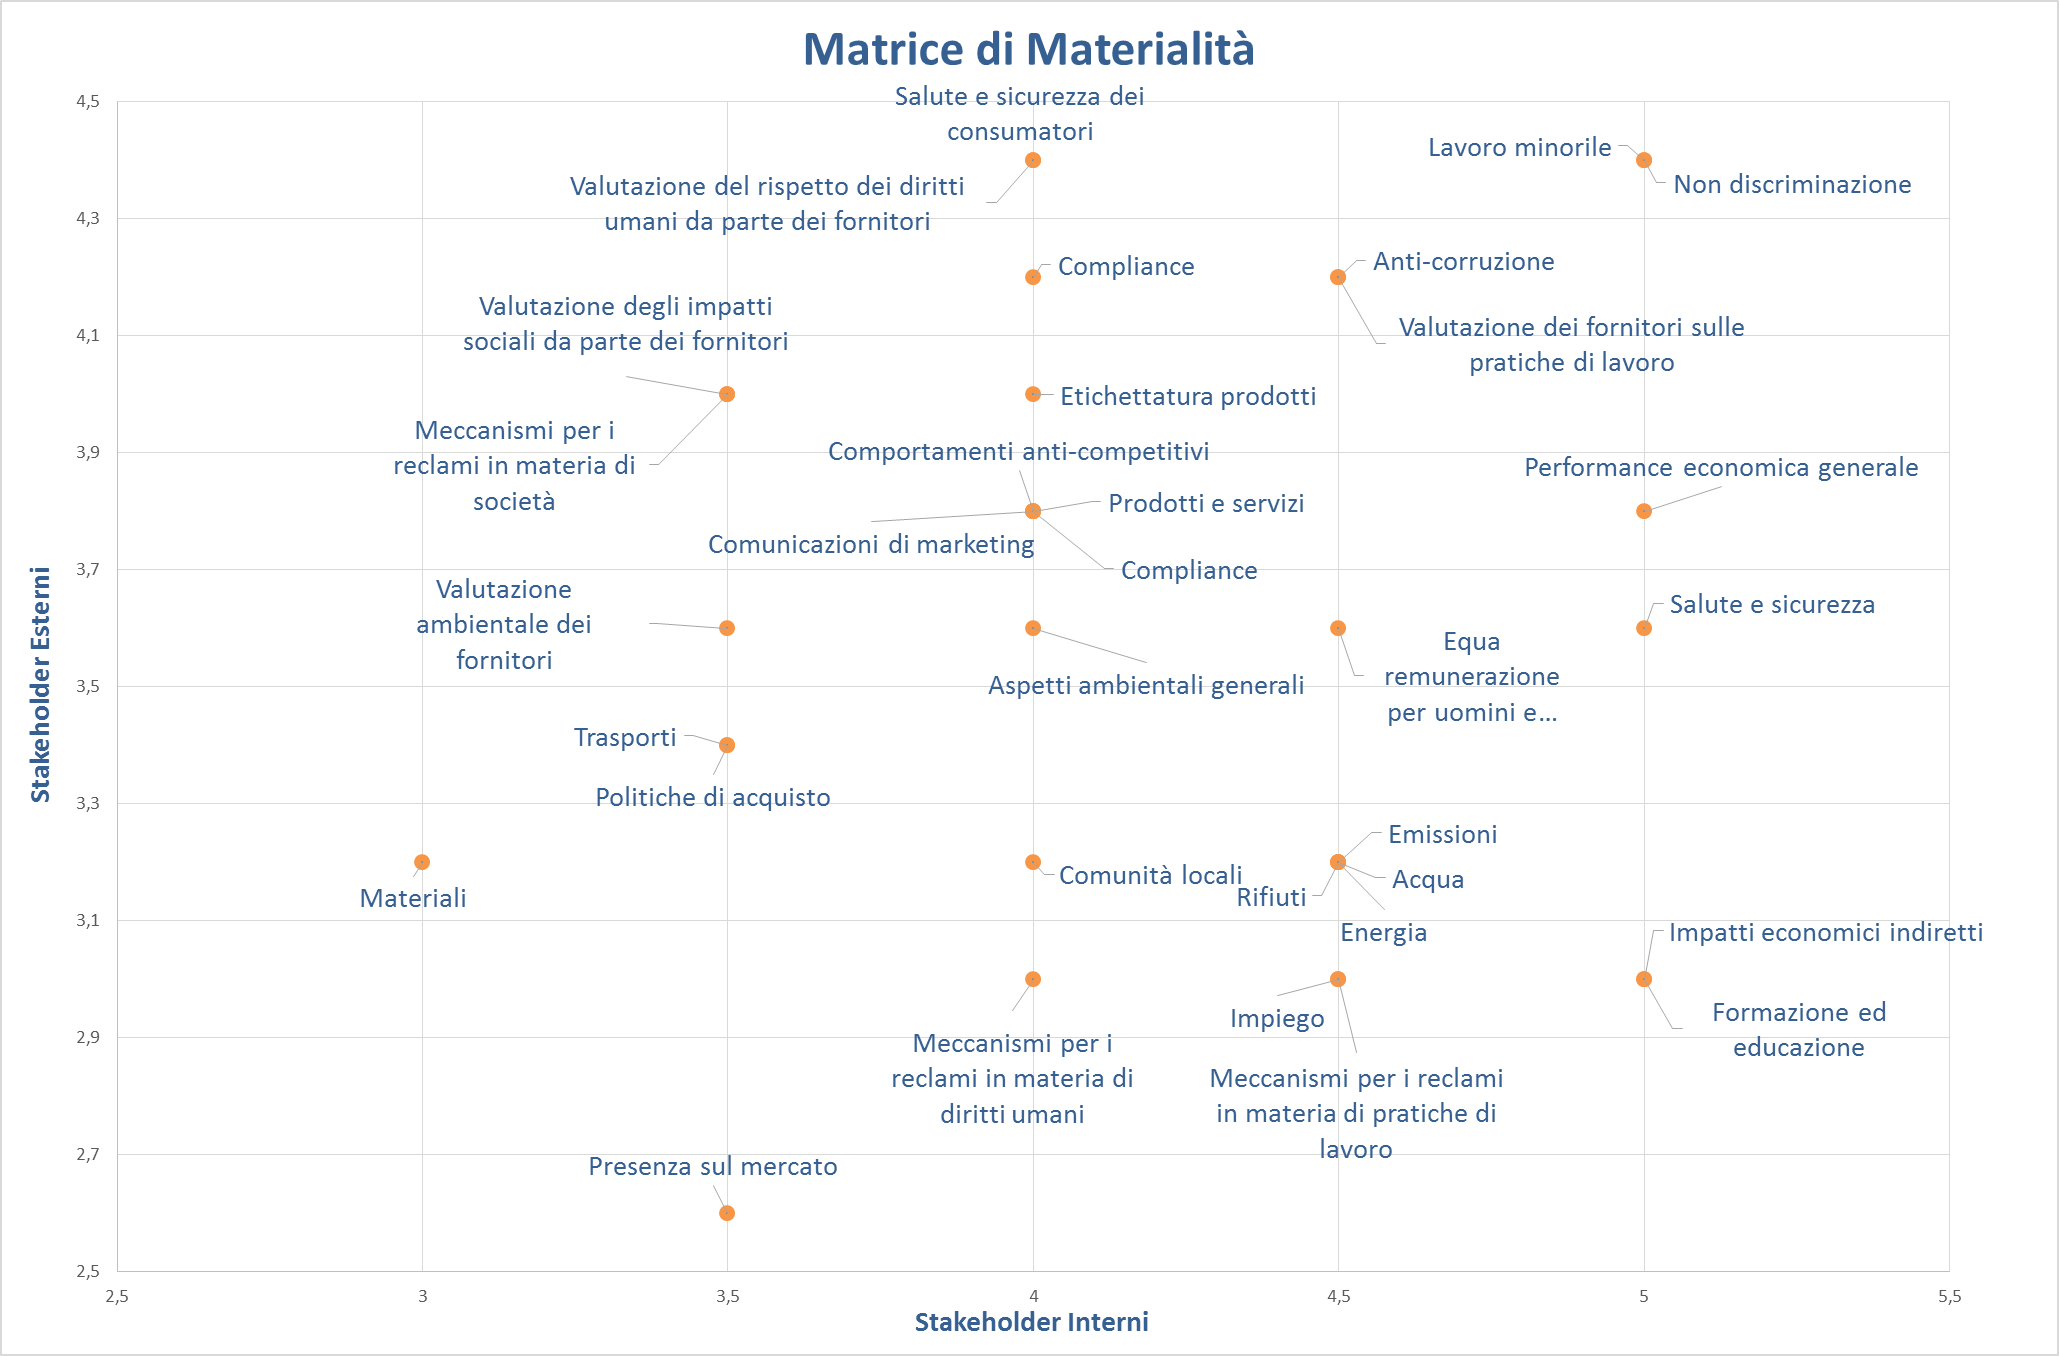 Matrice di Materialità
4,5
Salute e sicurezza dei
consumatori
Lavoro minorile
Non discriminazione
Valutazione del rispetto dei diritti
umani da parte dei fornitori
4,3
Compliance
Anti-corruzione
Valutazione degli impatti
sociali da parte dei fornitori
4,1
Valutazione dei fornitori sulle
pratiche di lavoro
Etichettatura prodotti
Meccanismi per i
reclami in materia di
società
3,9
Comportamenti anti-competitivi
Performance economica generale
Prodotti e servizi
Comunicazioni di marketing
Compliance
3,7
Valutazione
ambientale dei
fornitori
Salute e sicurezza
Equa
remunerazione
per uomini e...
Aspetti ambientali generali
3,5
Trasporti
Politiche di acquisto
3,3
Emissioni
Comunità locali
Acqua
Rifiuti
Materiali
3,1
Energia
Impatti economici indiretti
Impiego
Formazione ed
educazione
2,9
Meccanismi per i
reclami in materia di
diritti umani
Meccanismi per i reclami
in materia di pratiche di
lavoro
2,7
Presenza sul mercato
2,5
Stakeholder Esterni
2,5 3 3,5 4 4,5 5 5,5
Stakeholder Interni